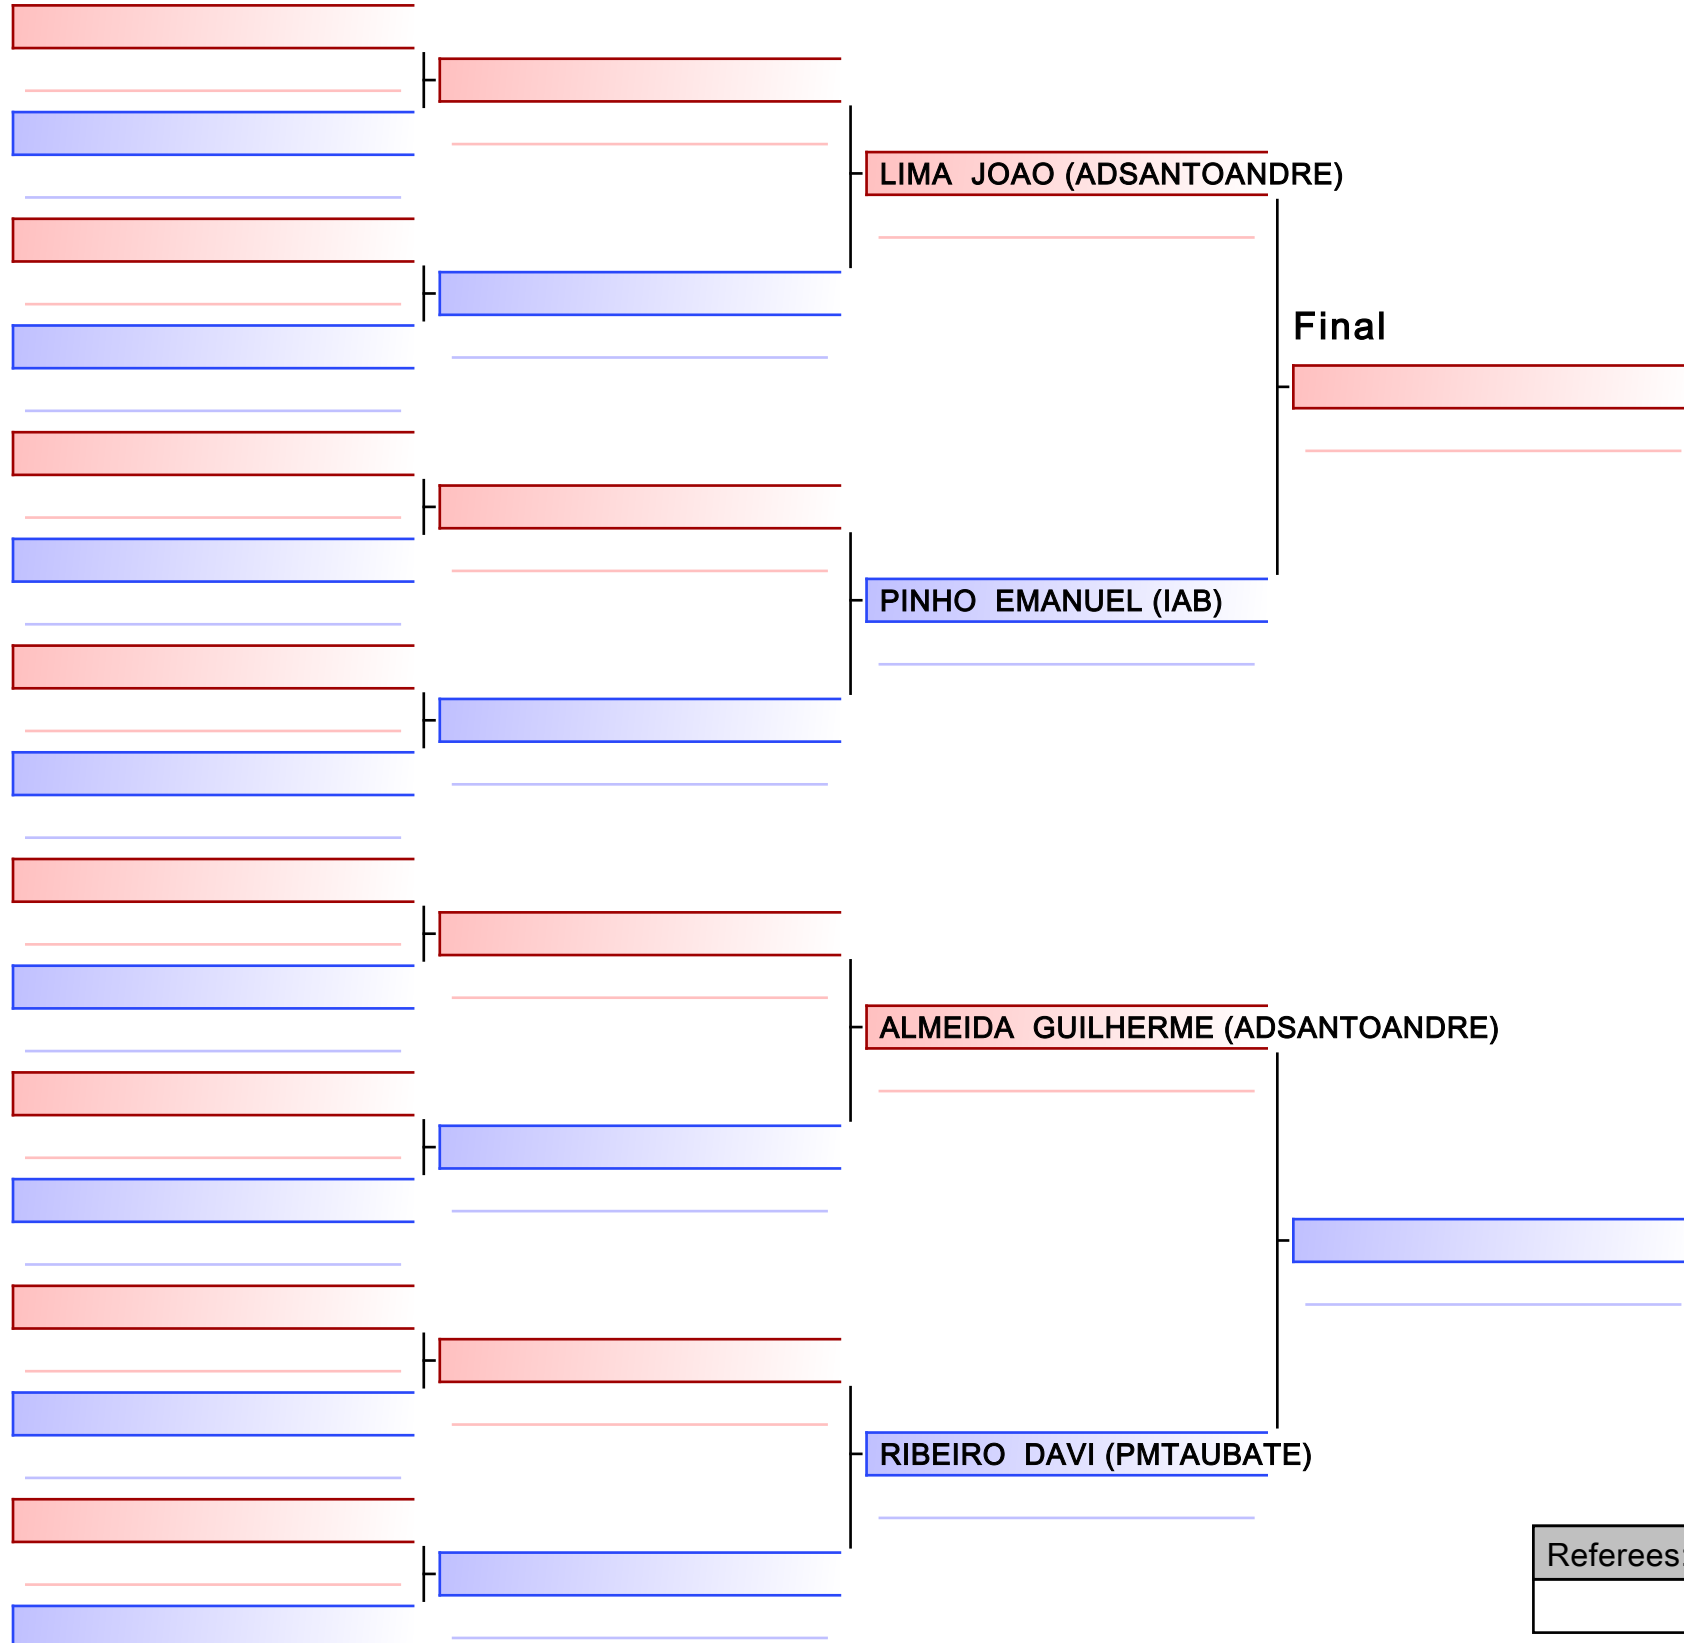 LIMA  JOAO (ADSANTOANDRE)
Final
PINHO  EMANUEL (IAB)
ALMEIDA  GUILHERME (ADSANTOANDRE)
RIBEIRO  DAVI (PMTAUBATE)
Referees: